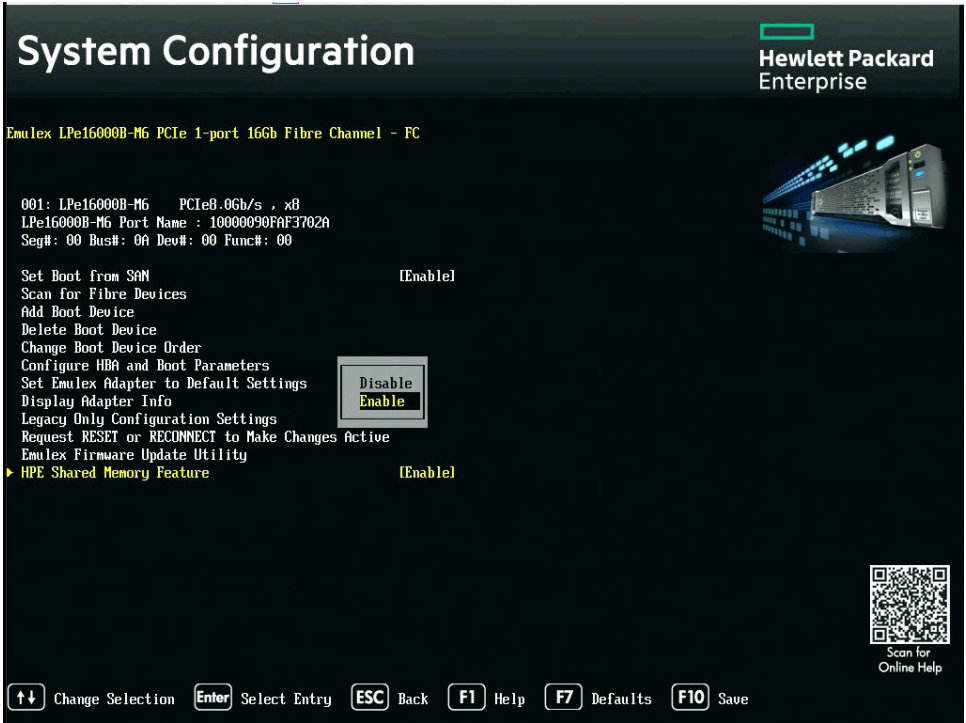 System Configuration
Hewlett Packard
Enterprise
Emulex LPe16000B-M6 PCIe 1-port 16Gb Fibre Channel - FC
001: LPe16000B-M6 PCIe8.0Gb/s , x8
LPe16000B-M6 Port Name : 10000090FAF3702A
Seg#: 00 Bus#: 0A Dev#: 00 Func#: 00
Set Boot from SAN [Enable]
Scan for Fibre Devices
Add Boot Device
Delete Boot Device
Change Boot Device Order
Configure HBA and Boot Parameters
Set Emulex Adapter to Default Settings
Disable
Display Adapter Info
Enable
Legacy Only Configuration Settings
Request RESET or RECONNECT to Make Changes Active
Emulex Firmware Update Utility
HPE Shared Memory Feature [Enable]
Scan for
Online Help
↑↓ Change Selection Enter Select Entry ESC Back F1 Help F7 Defaults F10 Save